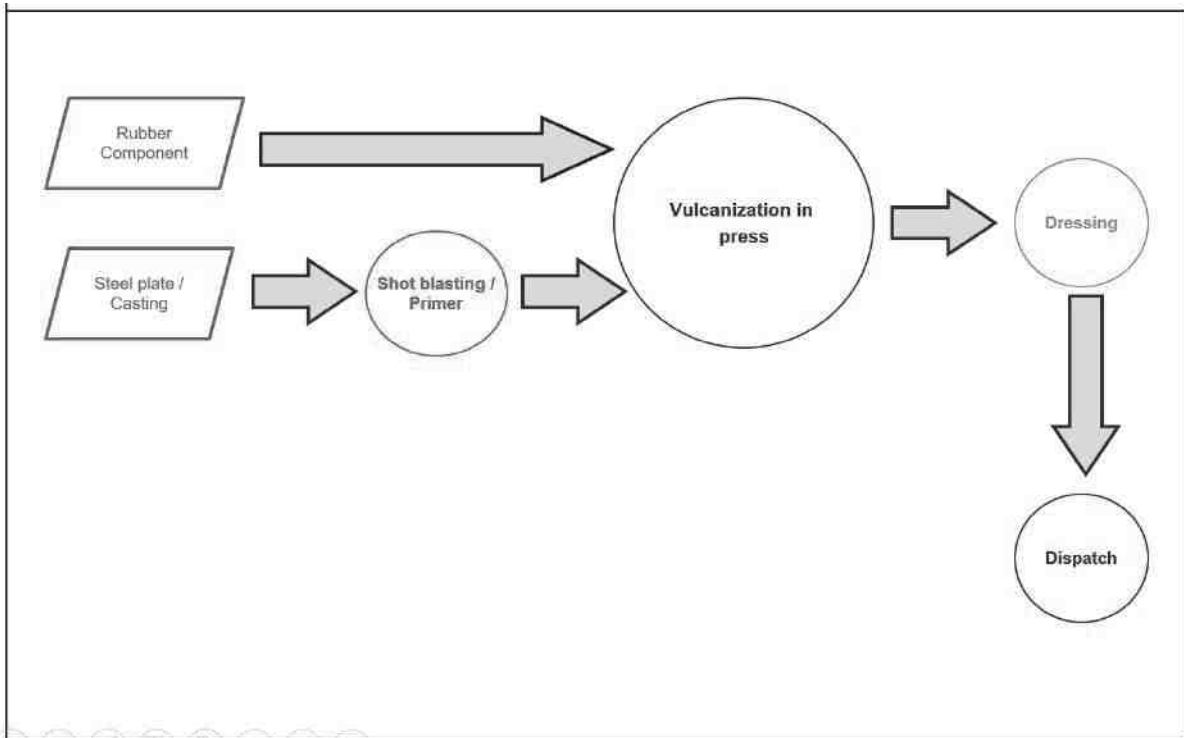 Rubber
Component
Vulcanization in
press
Dressing
Steel plate /
Casting
Shot blasting /
Primer
Dispatch